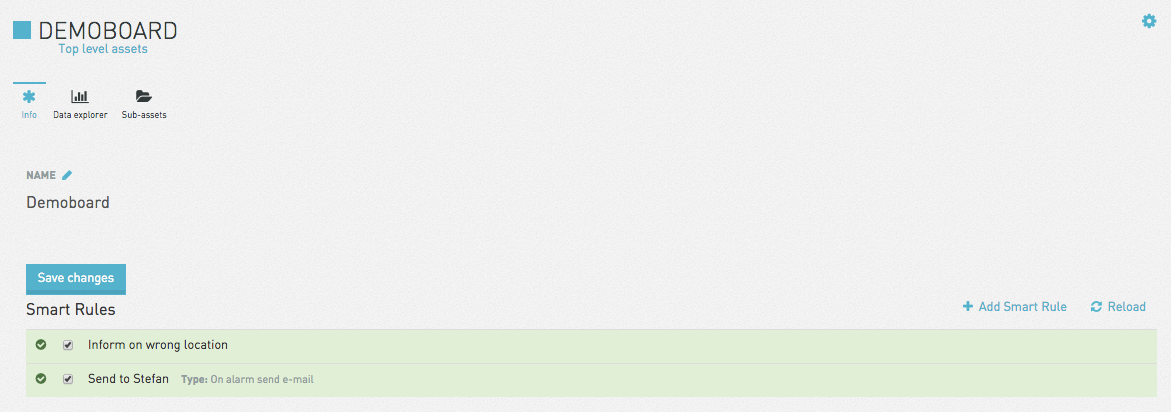 DEMOBOARD
Top level assets
Info Data explorer Sub-assets
NAME
Demoboard
Save changes
Smart Rules Add Smart Rule Reload
Inform on wrong location
Send to Stefan Type: On alarm send e-mail